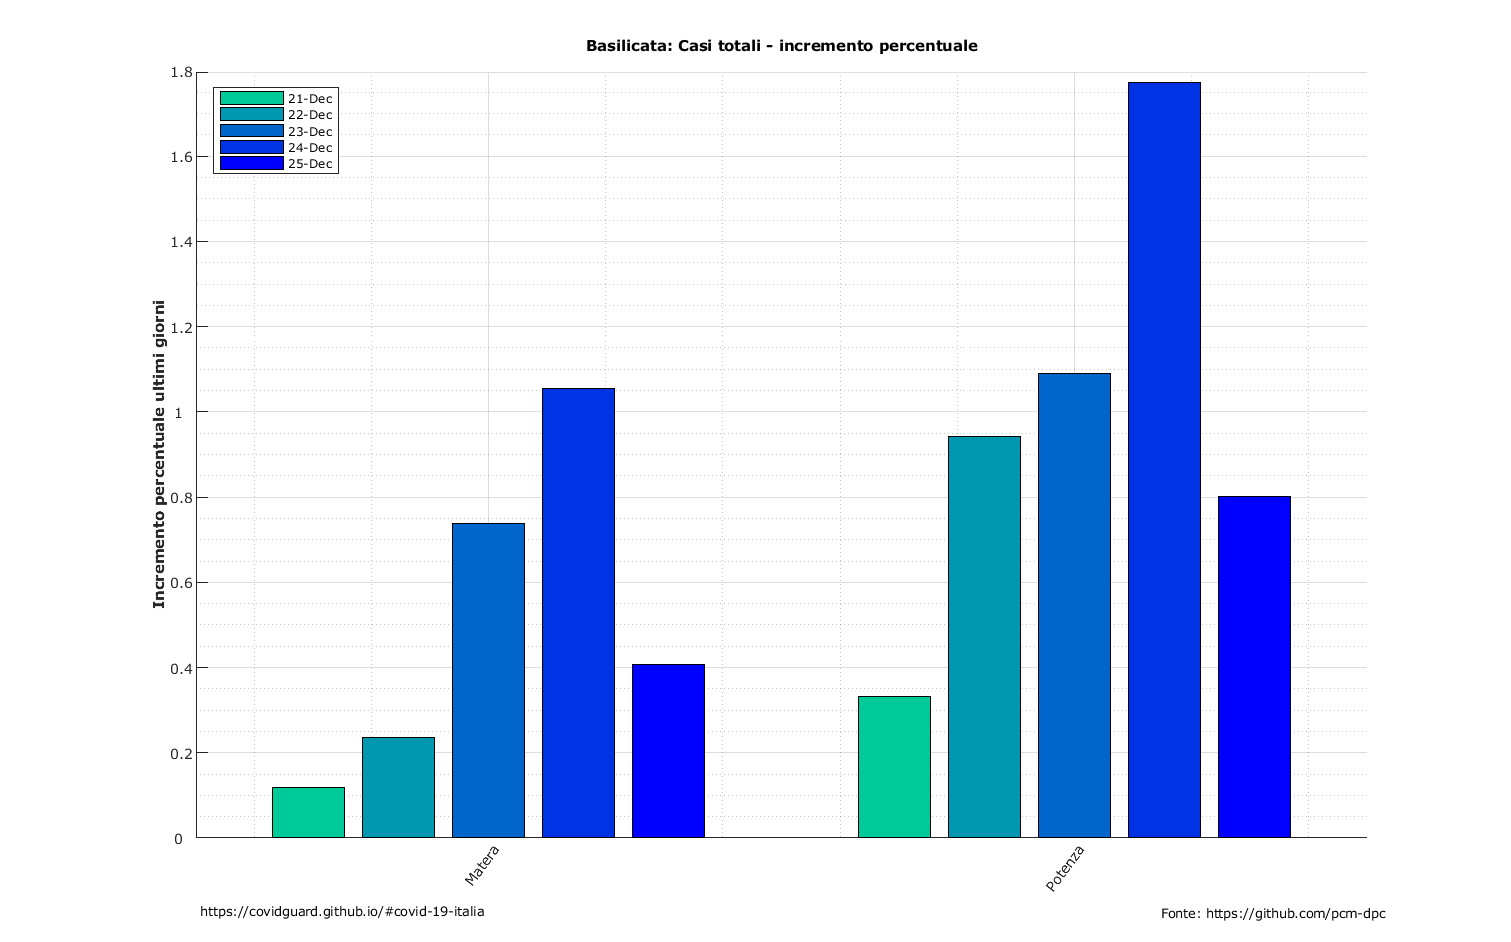 Basilicata: Casi totali - incremento percentuale
1.8
1.6
1.4
1.2
1
0.8
0.6
0.4
0.2
0
Incremento percentuale ultimi giorni
21-Dec
22-Dec
23-Dec
24-Dec
25-Dec
Matera
Potenza
https://covidguard.github.io/#covid-19-italia
Fonte: https://github.com/pcm-dpc